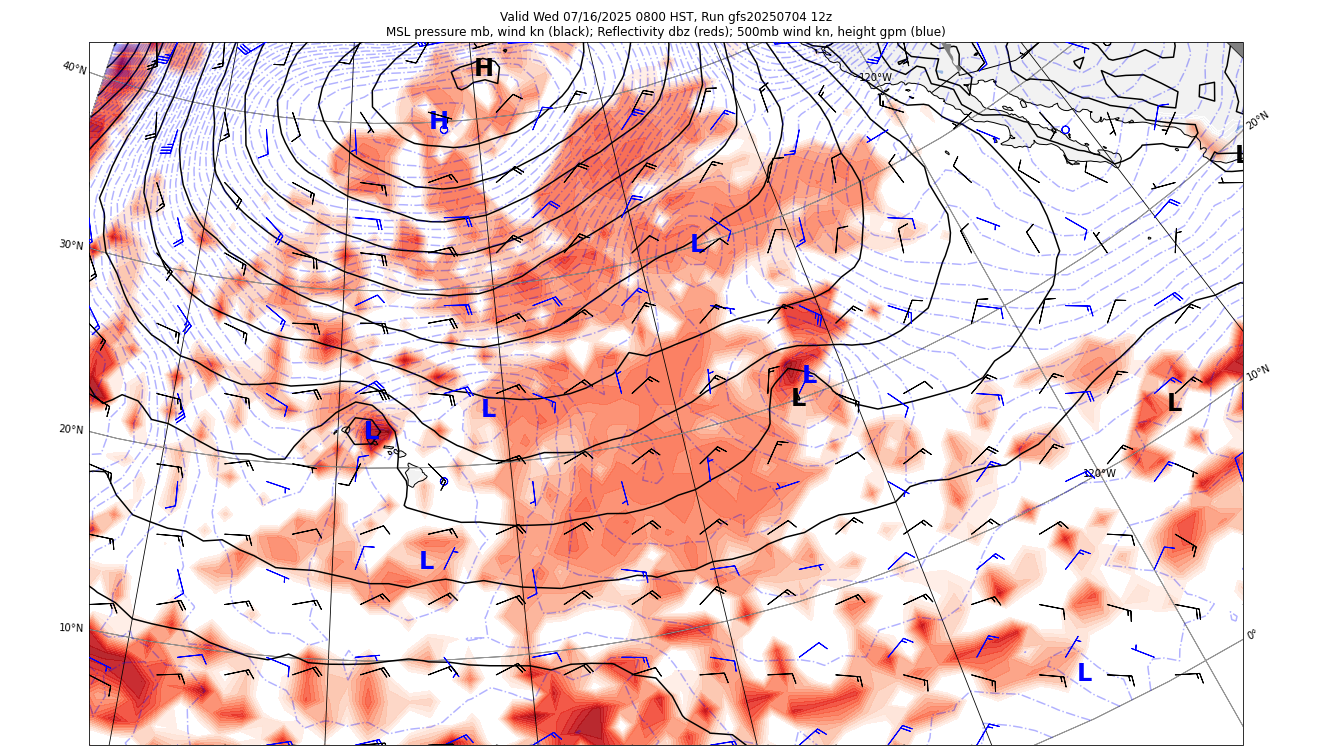 Valid Wed 07/16/2025 0800 HST, Run gfs20250704 12z
MSL pressure mb, wind kn (black); Reflectivity dbz (reds); 500mb wind kn, height gpm (blue)
40°N
H
120°W
H
20°N
L
30°N
L
10°N
L
L
L
L
20°N
L
120°W
L
10°N
0°
L